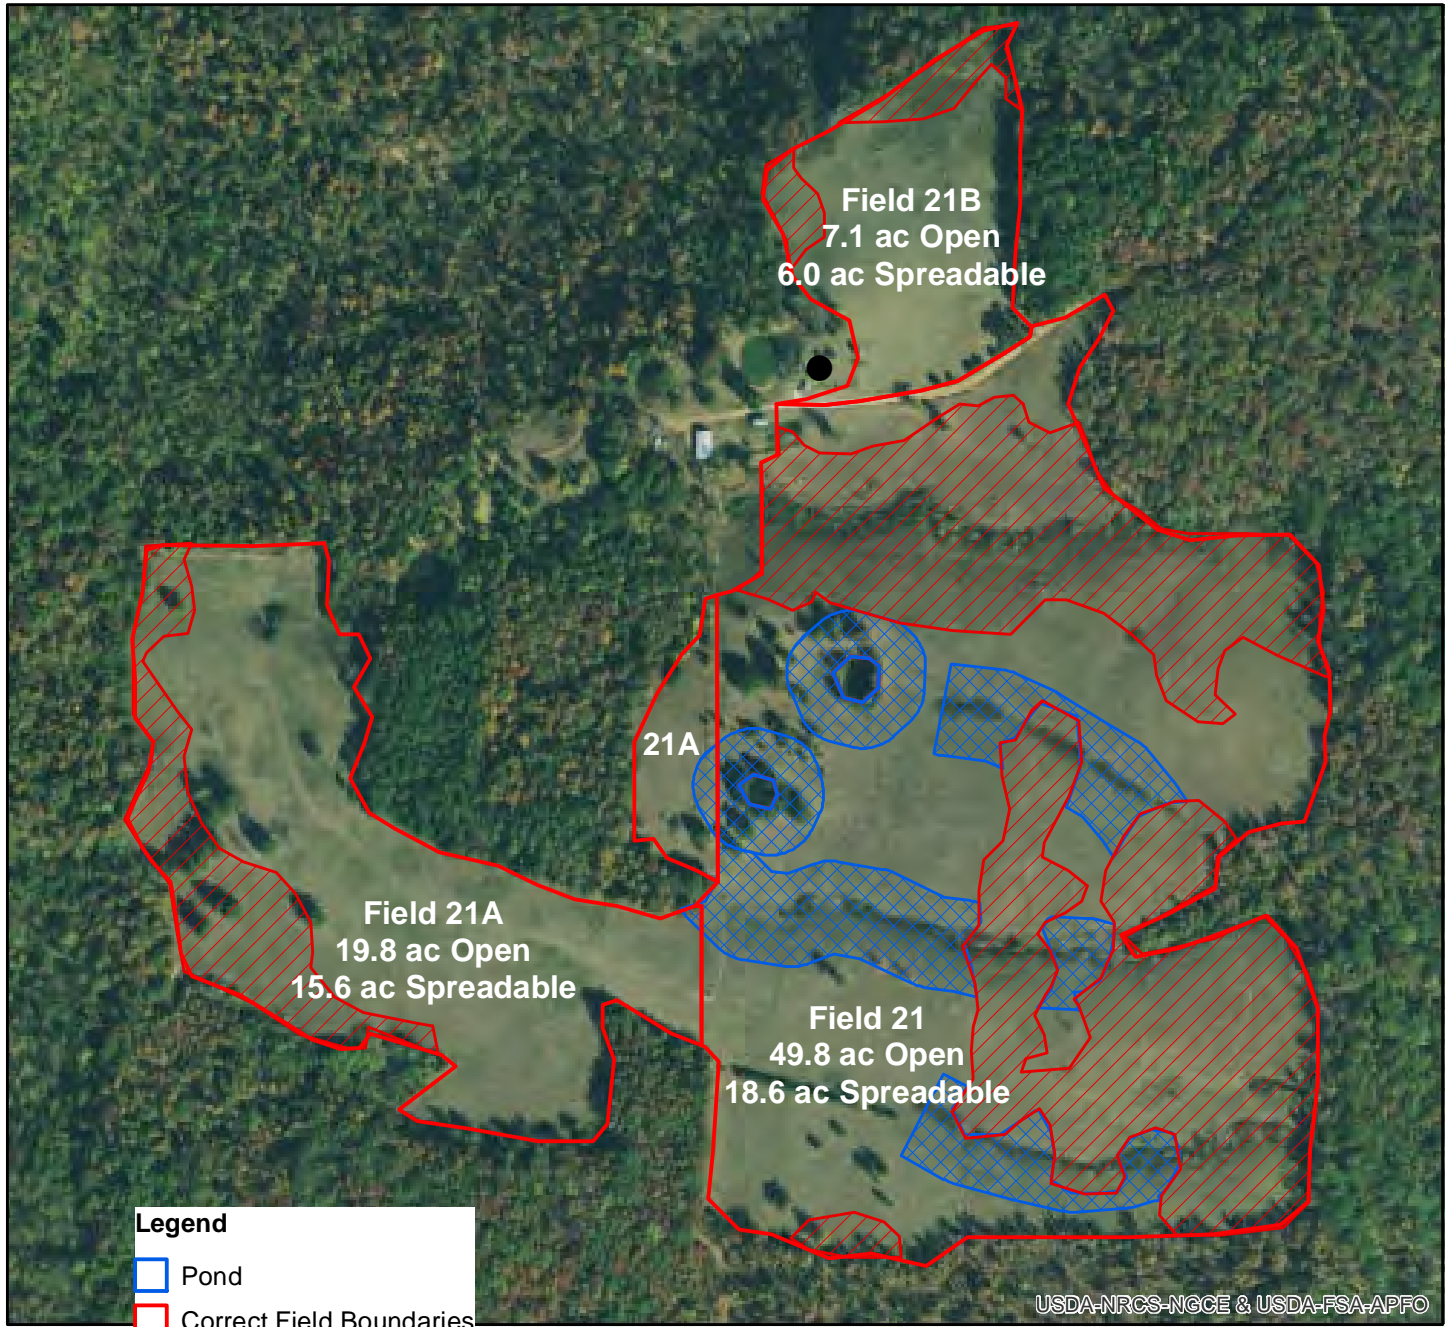 Field 21B
7.1 ac Open
6.0 ac Spreadable
21A
Field 21A
19.8 ac Open
15.6 ac Spreadable
Field 21
49.8 ac Open
18.6 ac Spreadable
Legend
Pond
Correct Field Boundaries
USDA-NRCS-NGCE & USDA-FSA-APFO